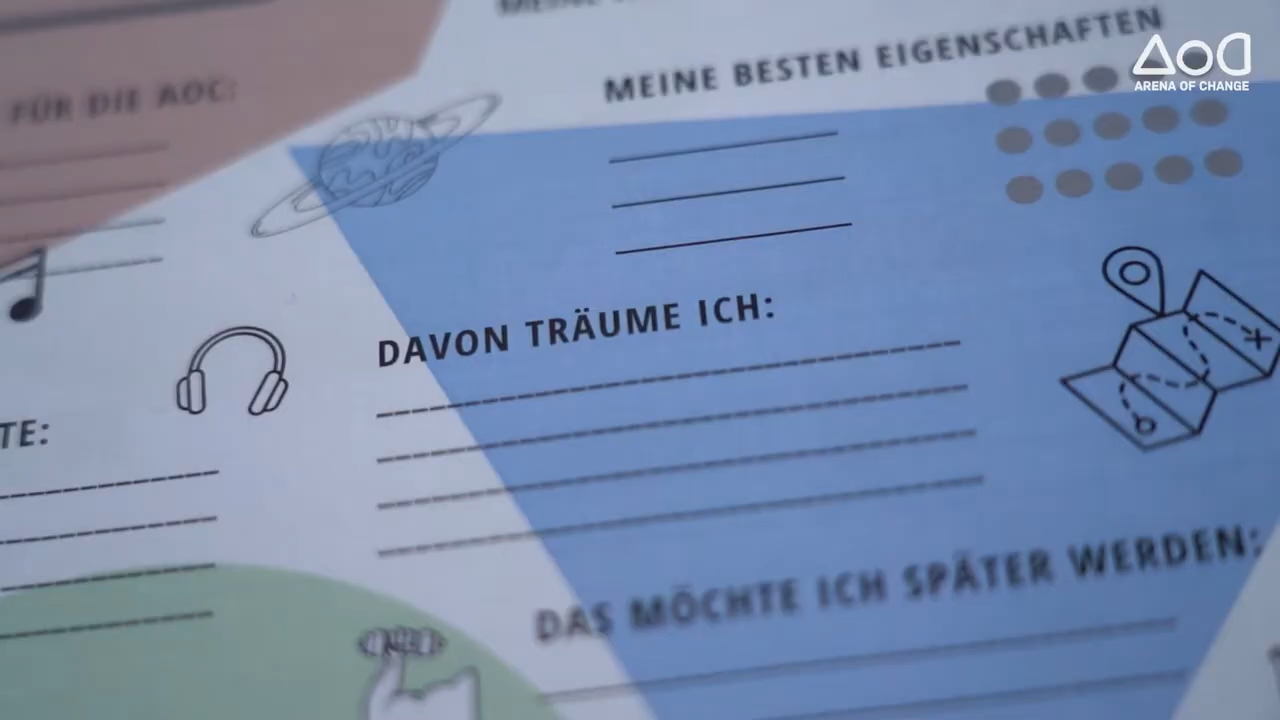 MEINE
AOC
ARENA OF CHANGE
MEINE BESTEN EIGENSCHAFTEN
FÜR DIE AOC:
DAVON TRÄUME ICH:
TE:
DAS MÖCHTE ICH SPÄTER WERDEN: